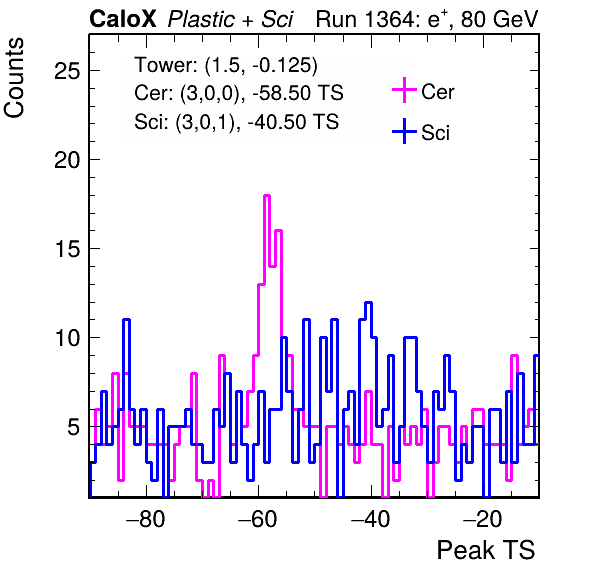 CaloX Plastic + Sci Run 1364: e+, 80 GeV
Counts
Tower: (1.5, -0.125)
Cer: (3,0,0), -58.50 TS
Sci: (3,0,1), -40.50 TS
Cer
Sci
25
20
15
10
5
−80 −60 −40 −20
Peak TS